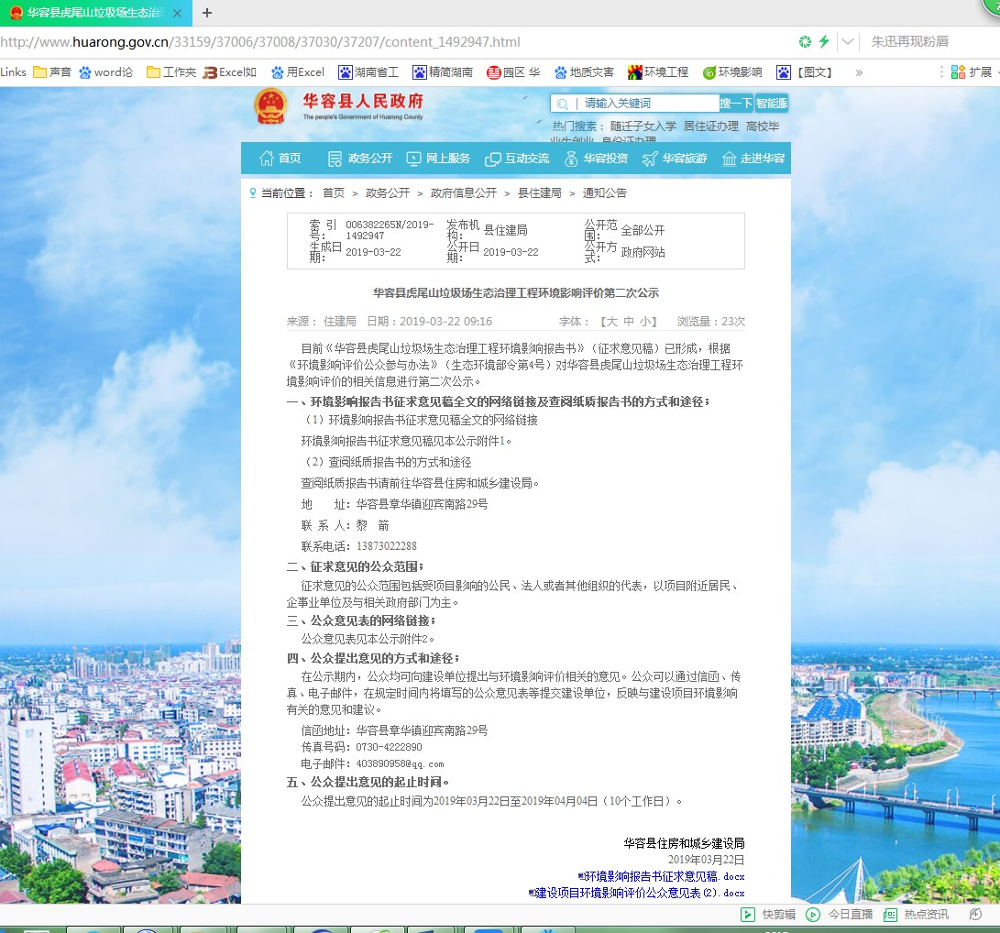 华容县虎尾山垃圾场生态治
http://www.huarong.gov.cn/33159/37006/37008/37030/37207/content_1492947.html
朱迅再现粉唇
Links 声音 word论 工作夹 Excel知 用Excel 湖南省工 精简湖南 园区 华 地质灾害 环境工程 环境影响 【图文】 » 扩展
华容县人民政府
The people's Government of Huarong County
请输入关键词 搜一下 智能服
热门搜索： 随迁子女入学 居住证办理 高校毕
业生创业 身份证办理
首页 政务公开 网上服务 互动交流 华容投资 华容旅游 走进华容
当前位置： 首页 > 政务公开 > 政府信息公开 > 县住建局 > 通知公告
索 引号： 006382265N/2019-1492947 发布机构： 县住建局 公开范围： 全部公开
生成日期： 2019-03-22 公开日期： 2019-03-22 公开方式： 政府网站
华容县虎尾山垃圾场生态治理工程环境影响评价第二次公示
来源： 住建局 日期：2019-03-22 09:16 字体： 【大 中 小】 浏览量：23次
目前《华容县虎尾山垃圾场生态治理工程环境影响报告书》（征求意见稿）已形成，根据
《环境影响评价公众参与办法》（生态环境部令第4号）对华容县虎尾山垃圾场生态治理工程环
境影响评价的相关信息进行第二次公示。
一、环境影响报告书征求意见稿全文的网络链接及查阅纸质报告书的方式和途径；
（1）环境影响报告书征求意见稿全文的网络链接
环境影响报告书征求意见稿见本公示附件1。
（2）查阅纸质报告书的方式和途径
查阅纸质报告书请前往华容县住房和城乡建设局。
地 址：华容县章华镇迎宾南路29号
联 系 人：黎 箭
联系电话：13873022288
二、征求意见的公众范围；
征求意见的公众范围包括受项目影响的公民、法人或者其他组织的代表，以项目附近居民、
企事业单位及与相关政府部门为主。
三、公众意见表的网络链接；
公众意见表见本公示附件2。
四、公众提出意见的方式和途径；
在公示期内，公众均可向建设单位提出与环境影响评价相关的意见。公众可以通过信函、传
真、电子邮件，在规定时间内将填写的公众意见表等提交建设单位，反映与建设项目环境影响
有关的意见和建议。
信函地址：华容县章华镇迎宾南路29号
传真号码：0730-4222890
电子邮件：403890958@qq.com
五、公众提出意见的起止时间。
公众提出意见的起止时间为2019年03月22日至2019年04月04日（10个工作日）。
华容县住房和城乡建设局
2019年03月22日
环境影响报告书征求意见稿.docx
建设项目环境影响评价公众意见表(2).docx
快剪辑 今日直播 热点资讯